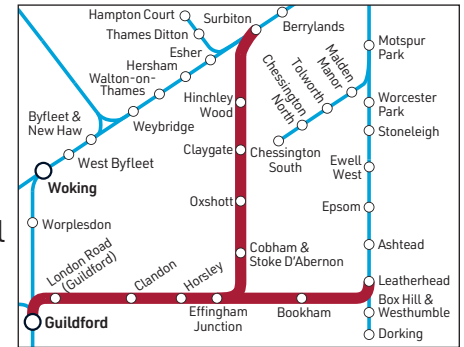 Hampton Court
Surbiton
Berrylands
Thames Ditton
Esher
Hersham
Walton-on-
Thames
Weybridge
Byfleet &
New Haw
West Byfleet
Woking
Worplesdon
Hinchley
Wood
Claygate
Oxshott
Cobham &
Stoke D'Abernon
Malden
Manor
Tolworth
Chessington
North
Chessington
South
Motspur
Park
Worcester
Park
Stoneleigh
Ewell
West
Epsom
Ashtead
Leatherhead
Box Hill &
Westhumble
Dorking
London Road
(Guildford)
Clandon
Horsley
Effingham
Junction
Bookham
Guildford